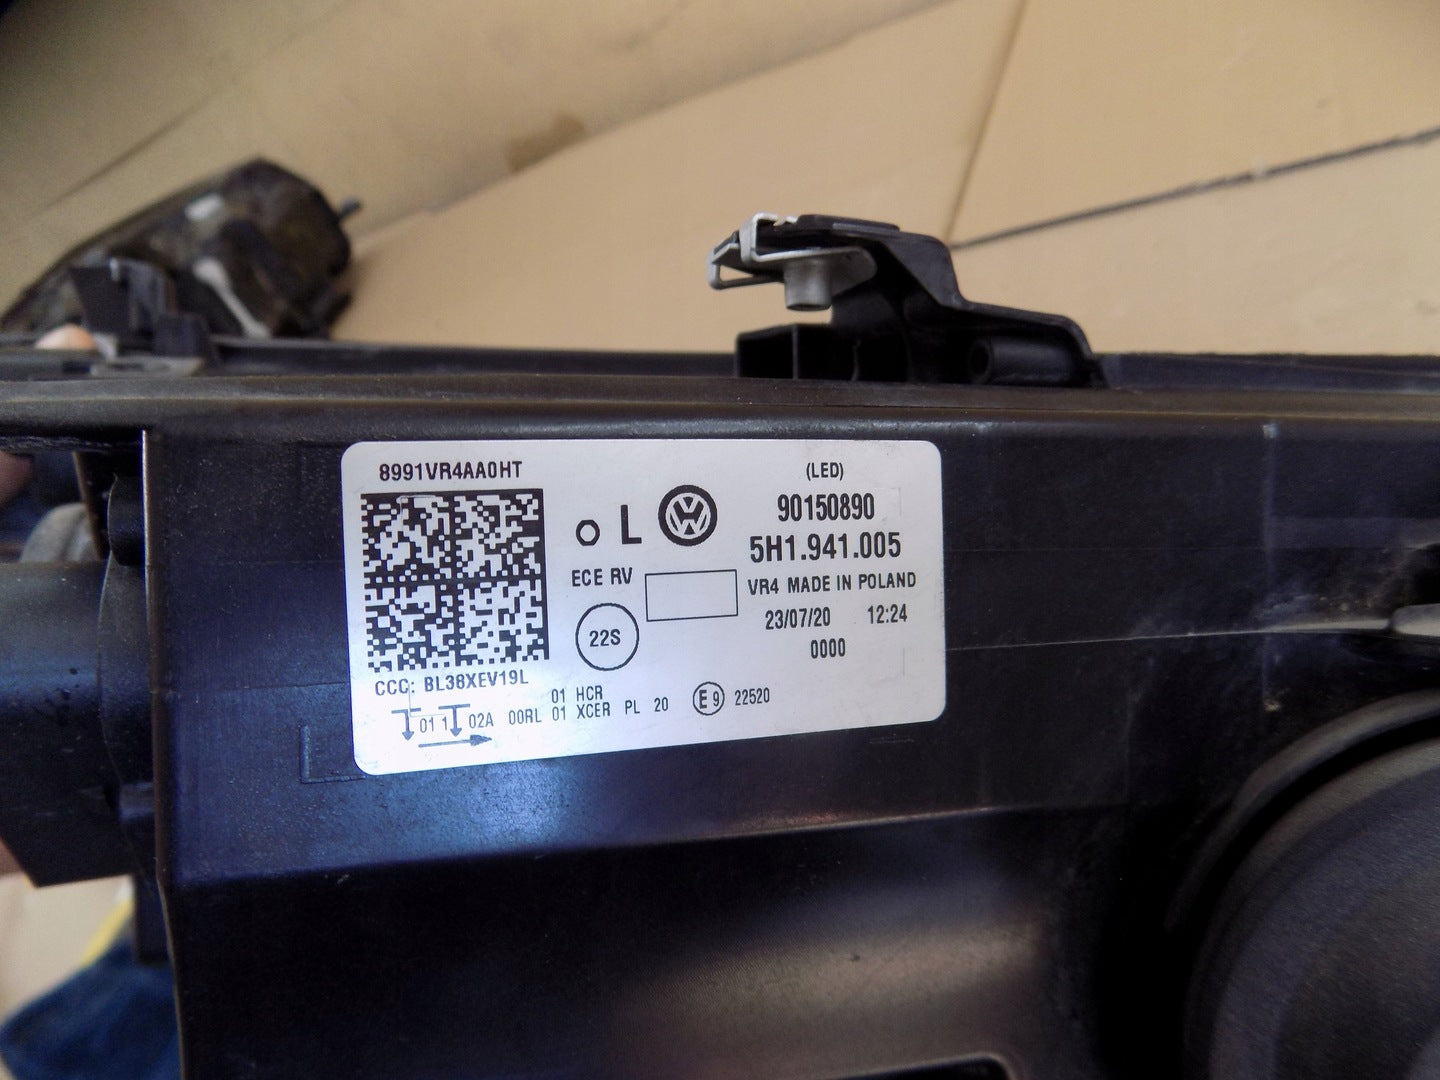 8991VR4AA0HT
(LED)
90150890
o L
5H1.941.005
ECE RV
VR4 MADE IN POLAND
22S
23/07/20 12:24
0000
CCC: BL38XEV19L
01 HCR
01 1 02A 00RL 01 XCER PL 20 E9 22520